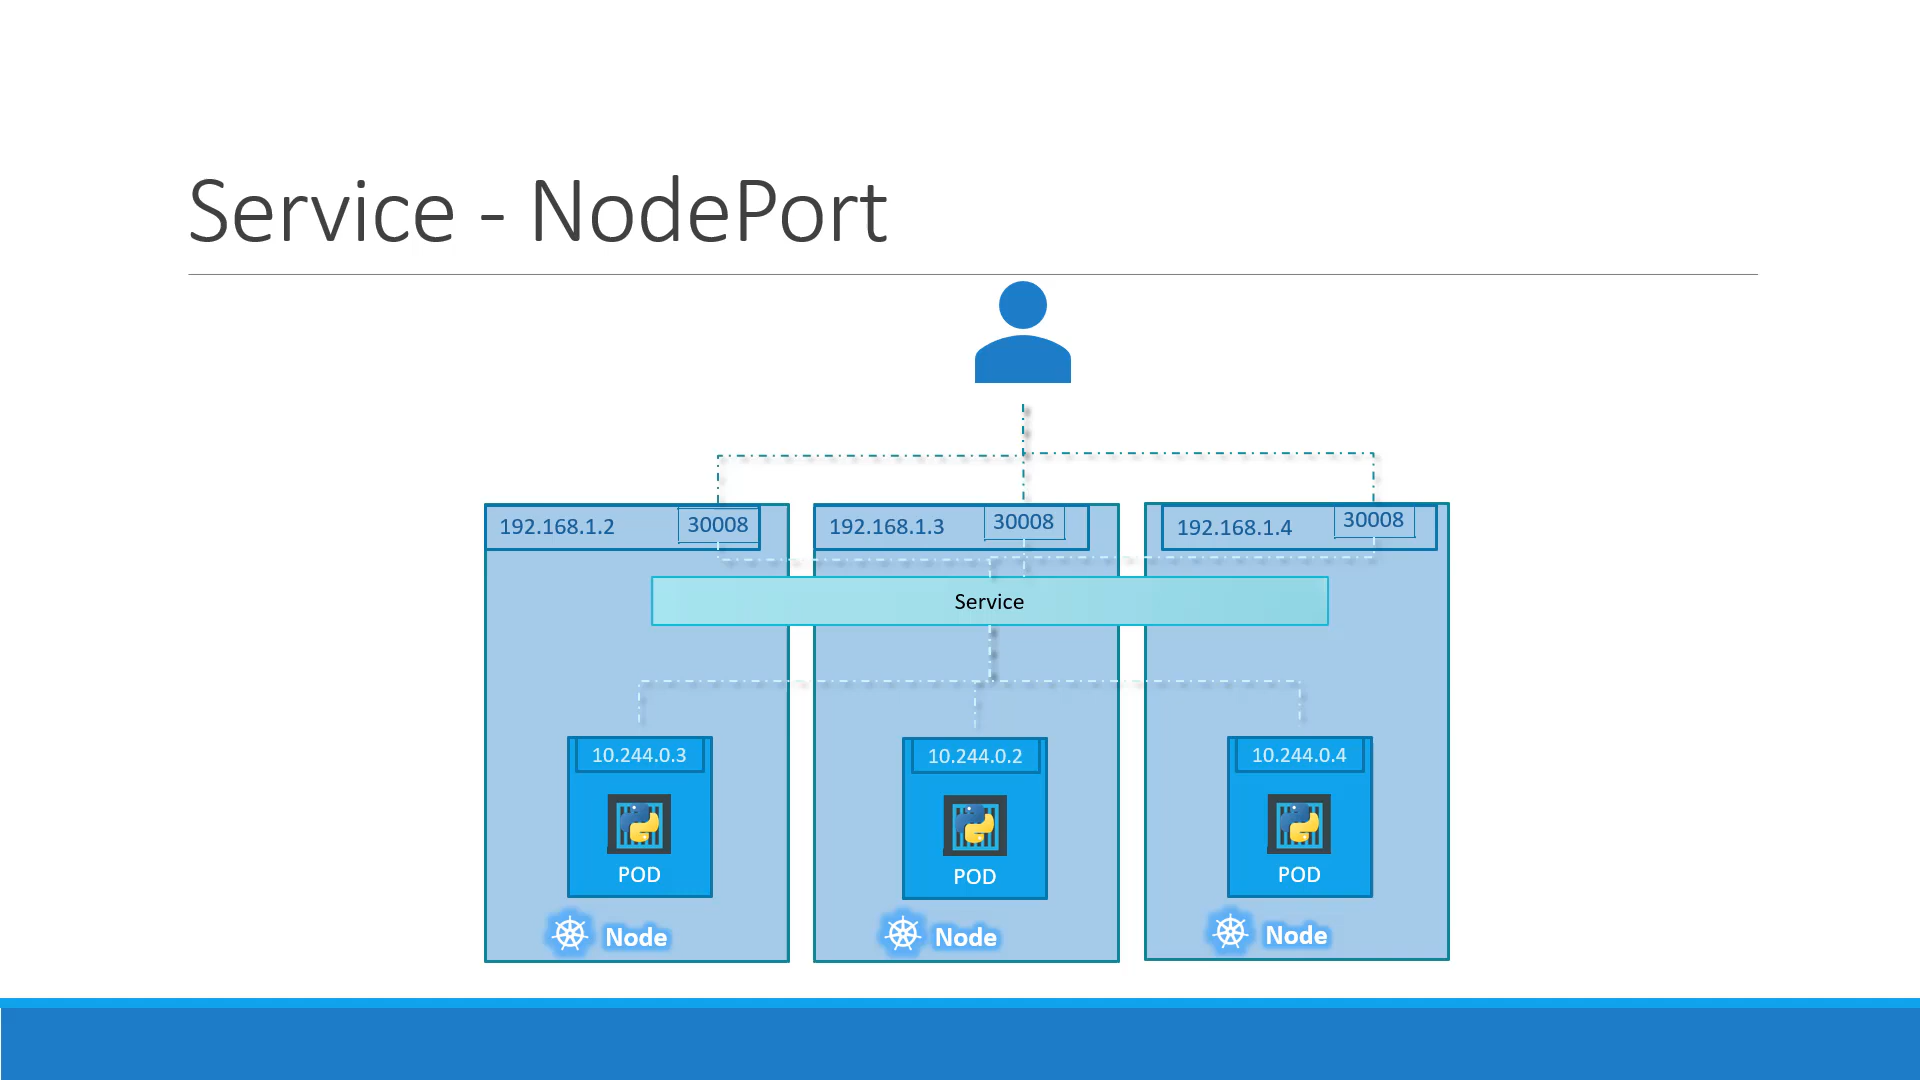 Service - NodePort
192.168.1.2
30008
192.168.1.3
30008
192.168.1.4
30008
Service
10.244.0.3
10.244.0.2
10.244.0.4
POD
POD
POD
Node
Node
Node